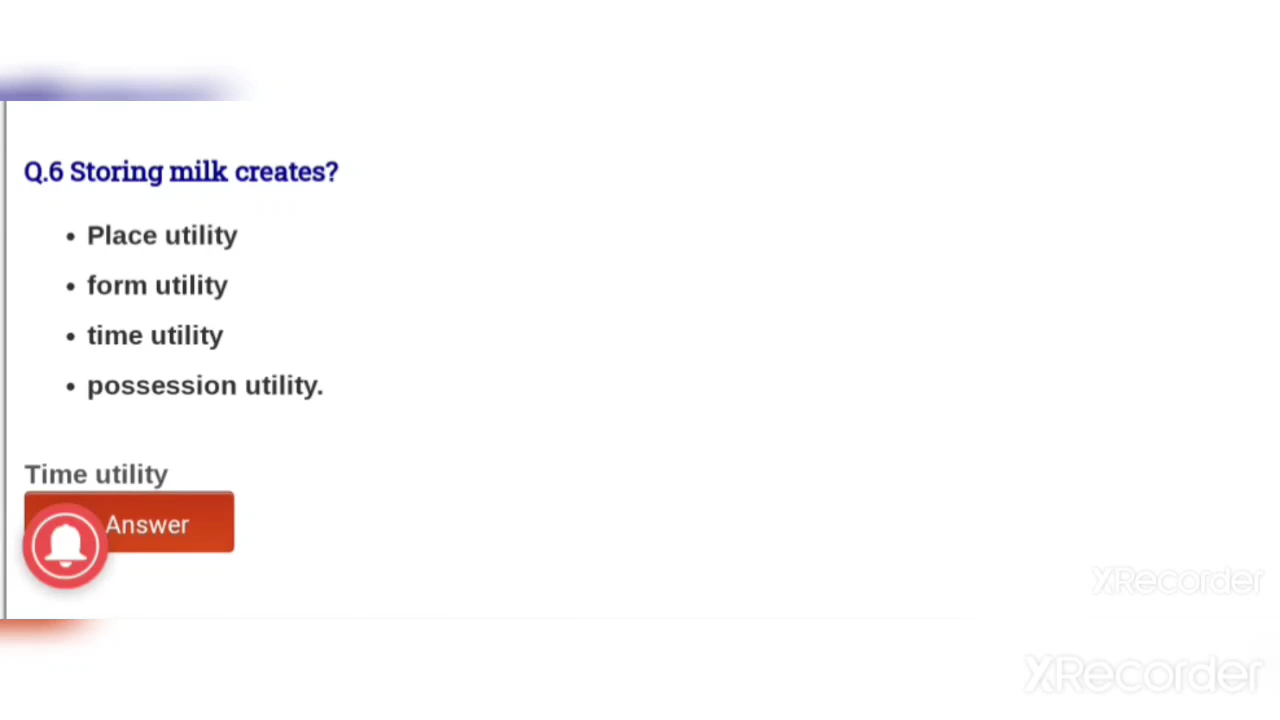 Q.6 Storing milk creates?
• Place utility
• form utility
• time utility
• possession utility.
Time utility
Answer
XRecorder
XRecorder